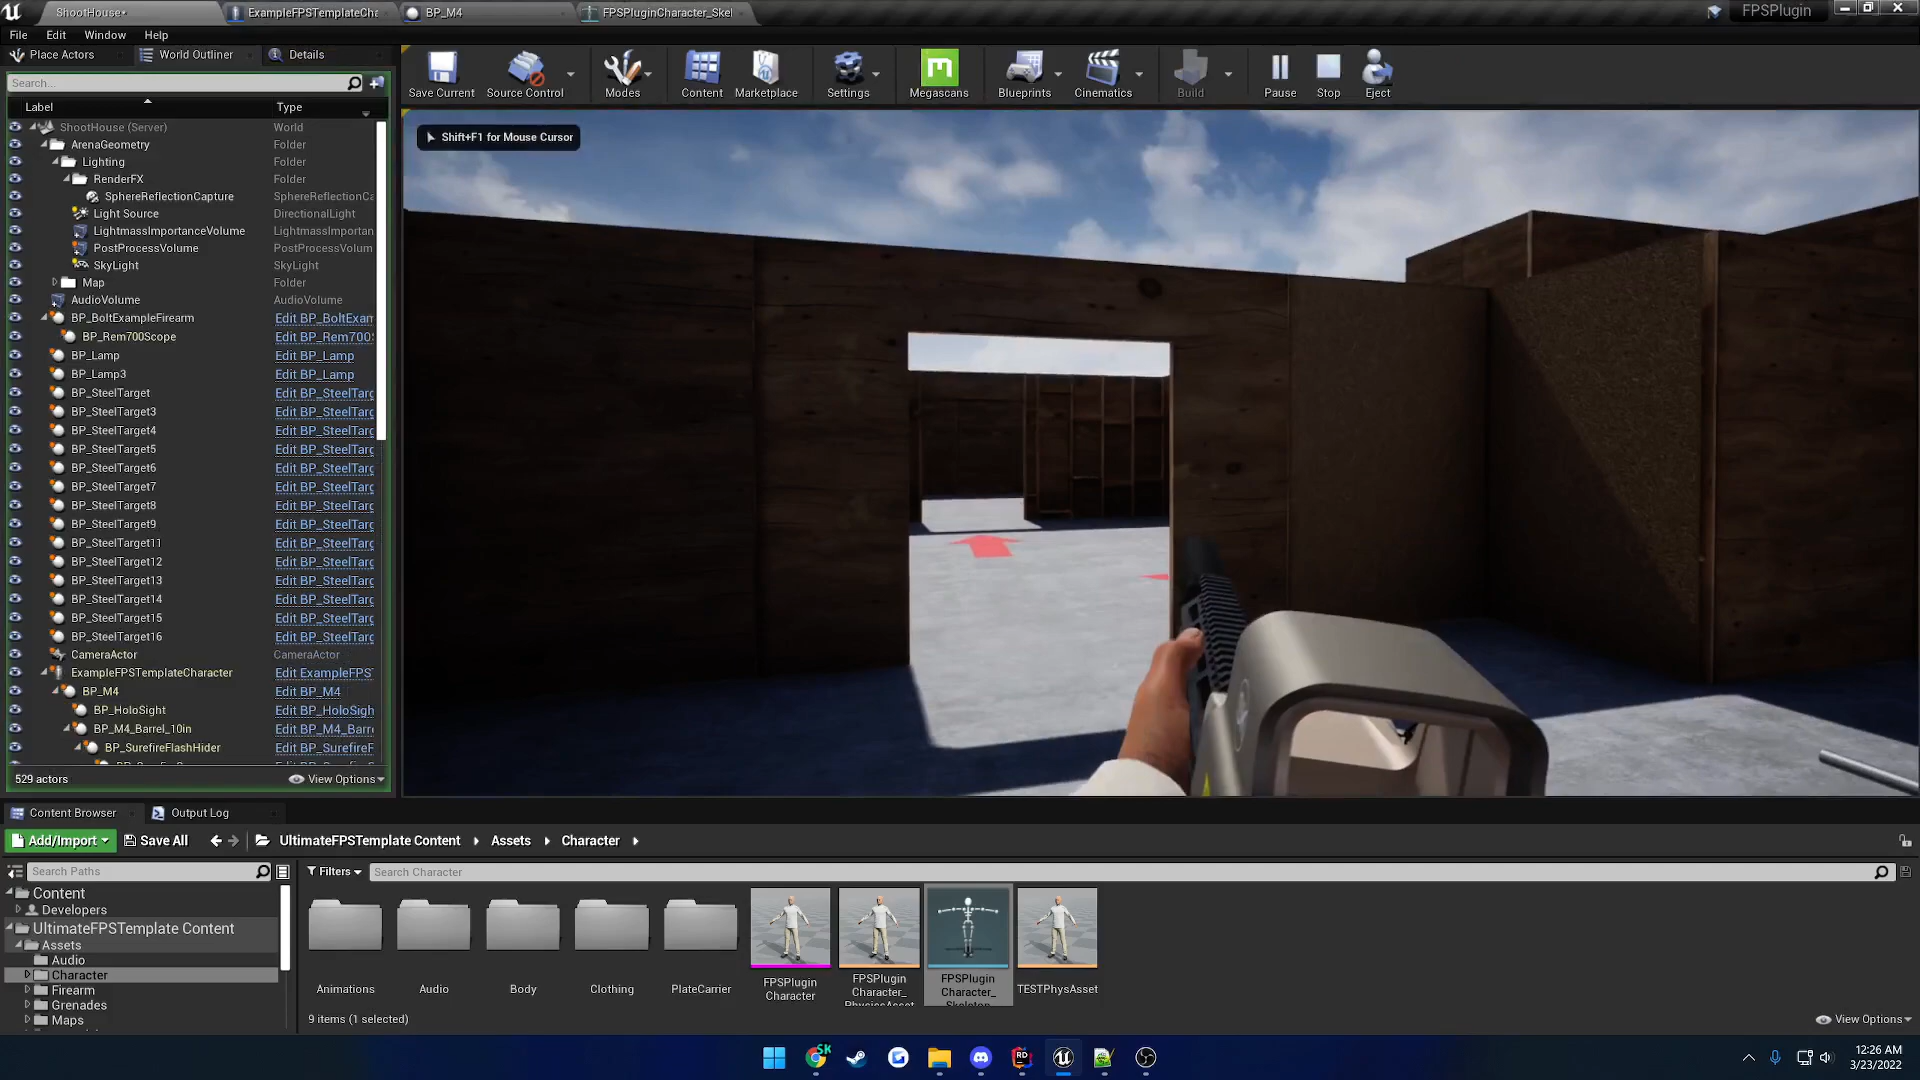 ShootHouse•
ExampleFPSTemplateCha
BP_M4
FPSPluginCharacter_Skel
FPSPlugin
File
Edit
Window
Help
Place Actors
World Outliner
Details
Search...
Label
Type
ShootHouse (Server)
World
ArenaGeometry
Folder
Lighting
Folder
RenderFX
Folder
SphereReflectionCapture
SphereReflectionCa
Light Source
DirectionalLight
LightmassImportanceVolume
LightmassImportan
PostProcessVolume
PostProcessVolum
SkyLight
SkyLight
Map
Folder
AudioVolume
AudioVolume
BP_BoltExampleFirearm
Edit BP_BoltExan
BP_Rem700Scope
Edit BP_Rem700
BP_Lamp
Edit BP_Lamp
BP_Lamp3
Edit BP_Lamp
BP_SteelTarget
Edit BP_SteelTarg
BP_SteelTarget3
Edit BP_SteelTarg
BP_SteelTarget4
Edit BP_SteelTarg
BP_SteelTarget5
Edit BP_SteelTarg
BP_SteelTarget6
Edit BP_SteelTarg
BP_SteelTarget7
Edit BP_SteelTarg
BP_SteelTarget8
Edit BP_SteelTarg
BP_SteelTarget9
Edit BP_SteelTarg
BP_SteelTarget11
Edit BP_SteelTarg
BP_SteelTarget12
Edit BP_SteelTarg
BP_SteelTarget13
Edit BP_SteelTarg
BP_SteelTarget14
Edit BP_SteelTarg
BP_SteelTarget15
Edit BP_SteelTarg
BP_SteelTarget16
Edit BP_SteelTarg
CameraActor
CameraActor
ExampleFPSTemplateCharacter
Edit ExampleFPS
BP_M4
Edit BP_M4
BP_HoloSight
Edit BP_HoloSigh
BP_M4_Barrel_10in
Edit BP_M4_Barre
BP_SurefireFlashHider
Edit BP_SurefireF
529 actors
View Options
Save Current
Source Control
Modes
Content
Marketplace
Settings
Megascans
Blueprints
Cinematics
Build
Pause
Stop
Eject
Shift+F1 for Mouse Cursor
Content Browser
Output Log
Add/Import
Save All
UltimateFPSTemplate Content
Assets
Character
Search Paths
Filters
Search Character
Content
Developers
UltimateFPSTemplate Content
Assets
Audio
Character
Firearm
Grenades
Maps
Animations
Audio
Body
Clothing
PlateCarrier
FPSPlugin
Character
FPSPlugin
Character_
PhysicsAsset
FPSPlugin
Character_
Skeleton
TESTPhysAsset
9 items (1 selected)
View Options
12:26 AM
3/23/2022